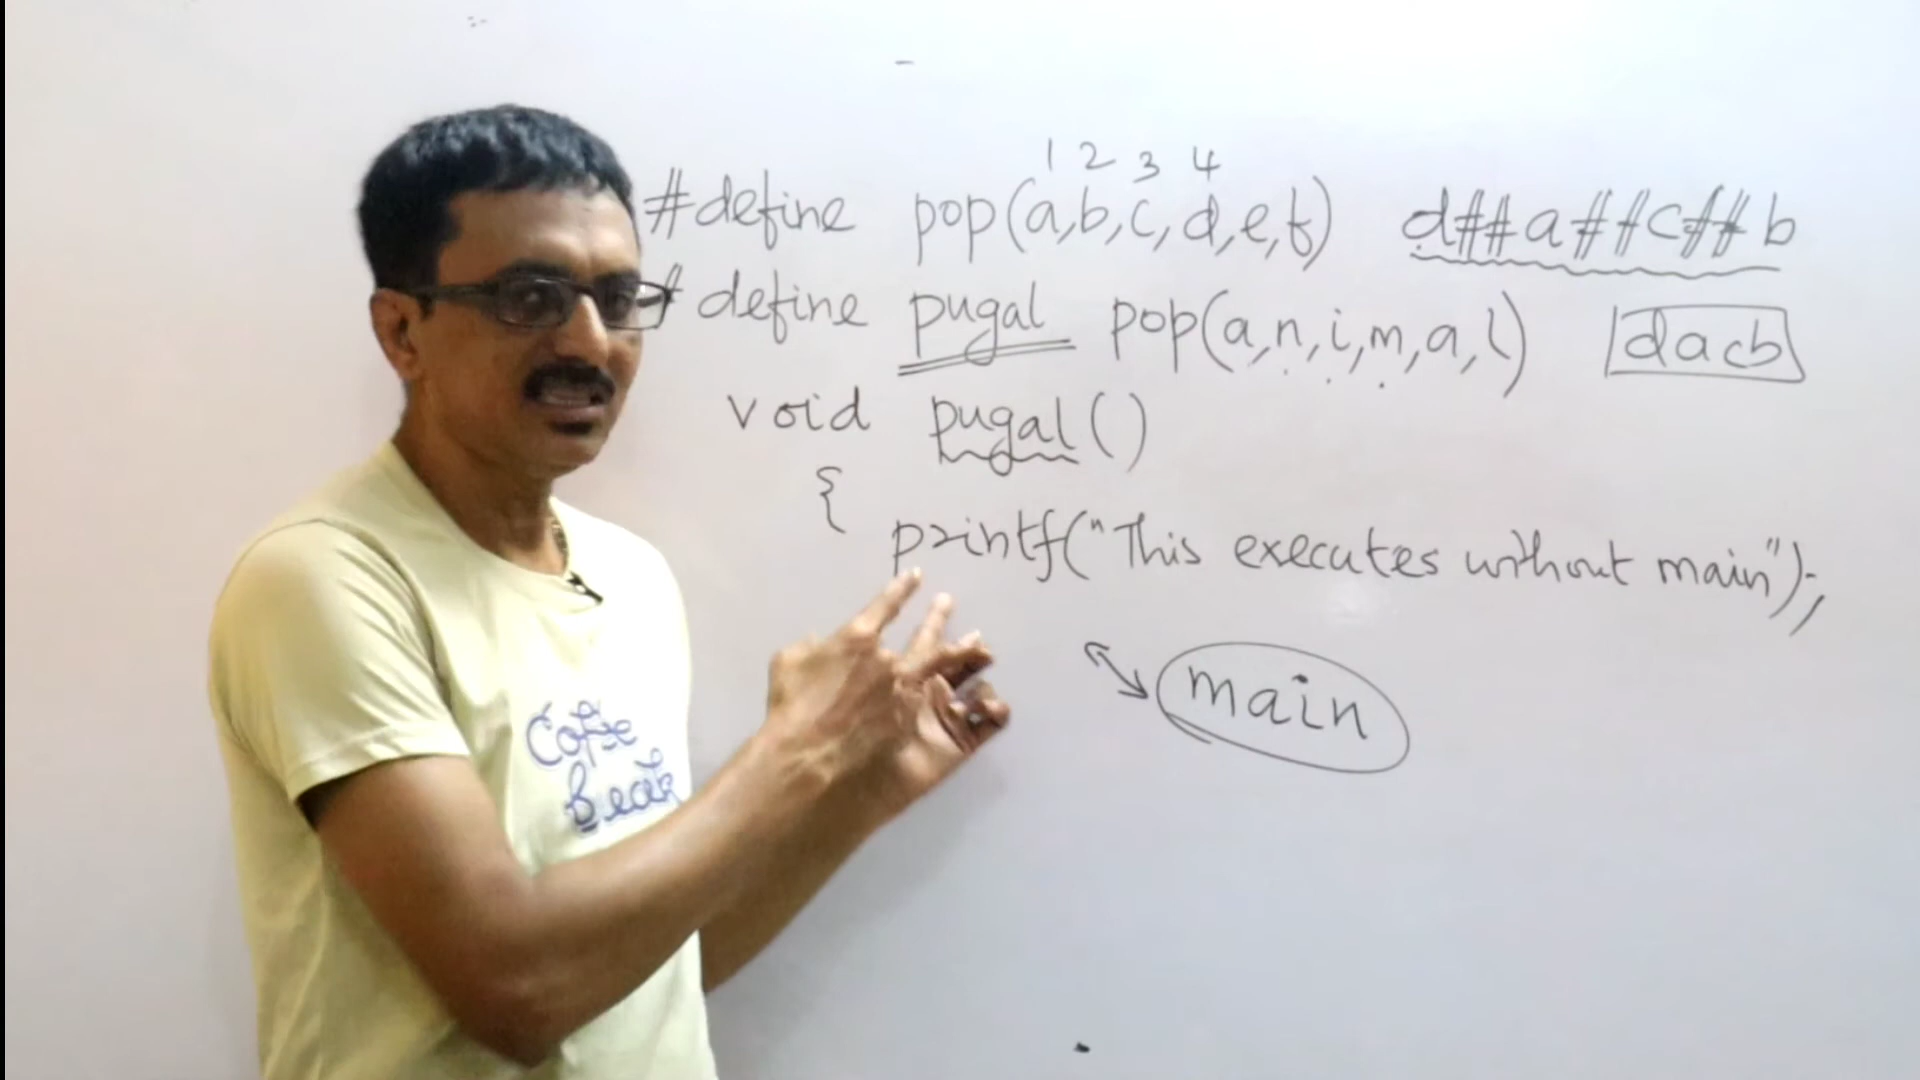 1 2 3 4
#define pop(a,b,c,d,e,f) d##a##c##b
#define pugal pop(a,n,i,m,a,l) dacb
void pugal()
{
printf("This executes without main");
main
Coffee
break